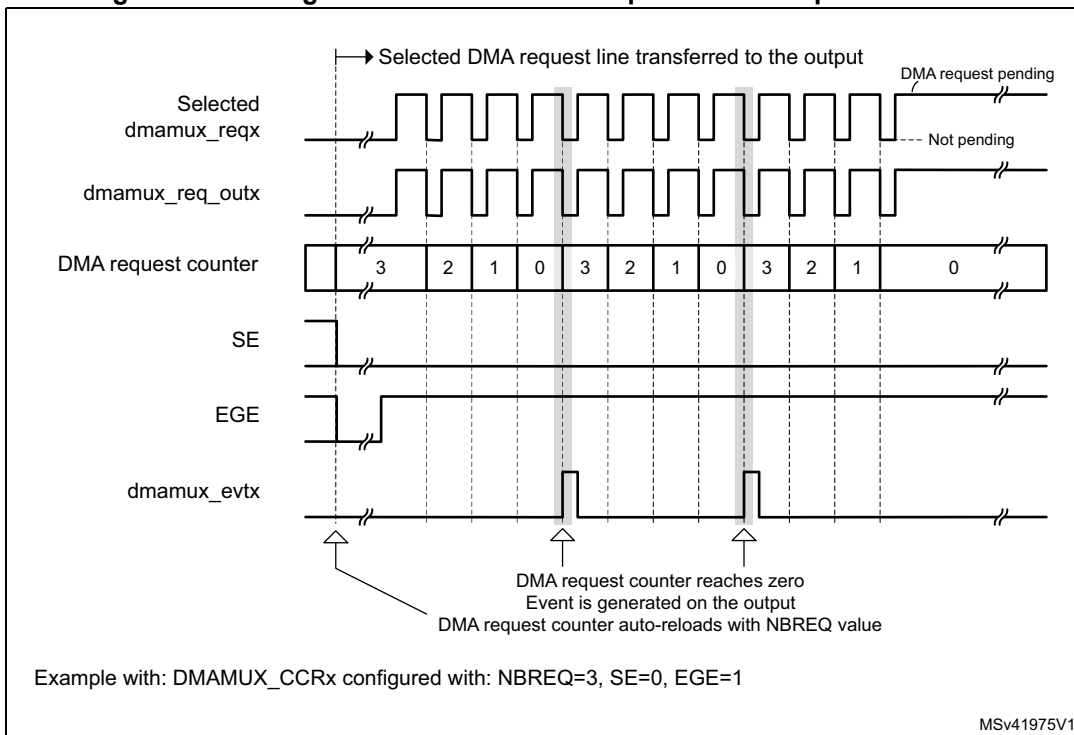 Selected DMA request line transferred to the output
DMA request pending
Selected
dmamux_reqx
Not pending
dmamux_req_outx
DMA request counter
3 2 1 0 3 2 1 0 3 2 1 0
SE
EGE
dmamux_evtx
DMA request counter reaches zero
Event is generated on the output
DMA request counter auto-reloads with NBREQ value
Example with: DMAMUX_CCRx configured with: NBREQ=3, SE=0, EGE=1
MSv41975V1